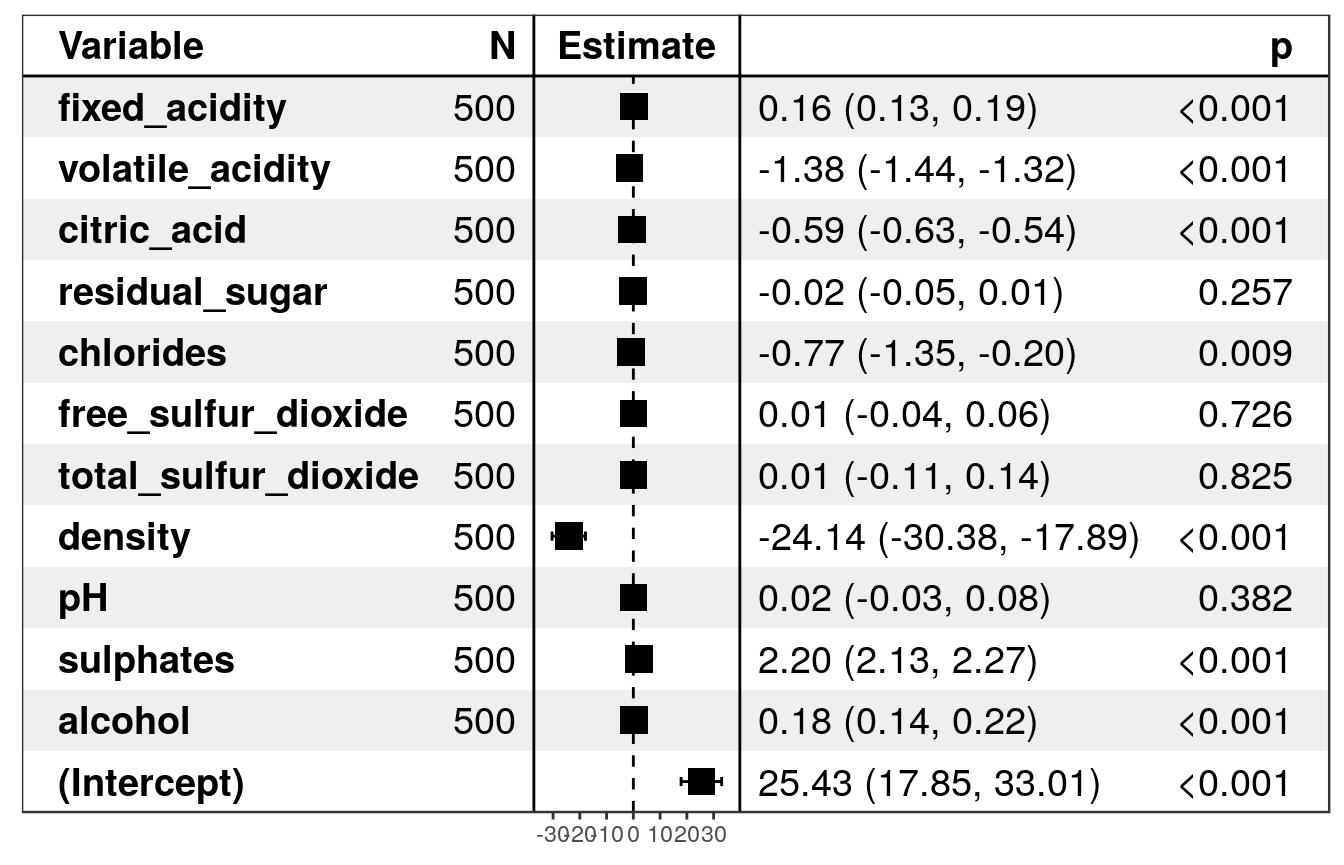 Variable N Estimate p
fixed_acidity 500 0.16 (0.13, 0.19) <0.001
volatile_acidity 500 -1.38 (-1.44, -1.32) <0.001
citric_acid 500 -0.59 (-0.63, -0.54) <0.001
residual_sugar 500 -0.02 (-0.05, 0.01) 0.257
chlorides 500 -0.77 (-1.35, -0.20) 0.009
free_sulfur_dioxide 500 0.01 (-0.04, 0.06) 0.726
total_sulfur_dioxide 500 0.01 (-0.11, 0.14) 0.825
density 500 -24.14 (-30.38, -17.89) <0.001
pH 500 0.02 (-0.03, 0.08) 0.382
sulphates 500 2.20 (2.13, 2.27) <0.001
alcohol 500 0.18 (0.14, 0.22) <0.001
(Intercept) 25.43 (17.85, 33.01) <0.001
-30 -20 -10 0 10 20 30